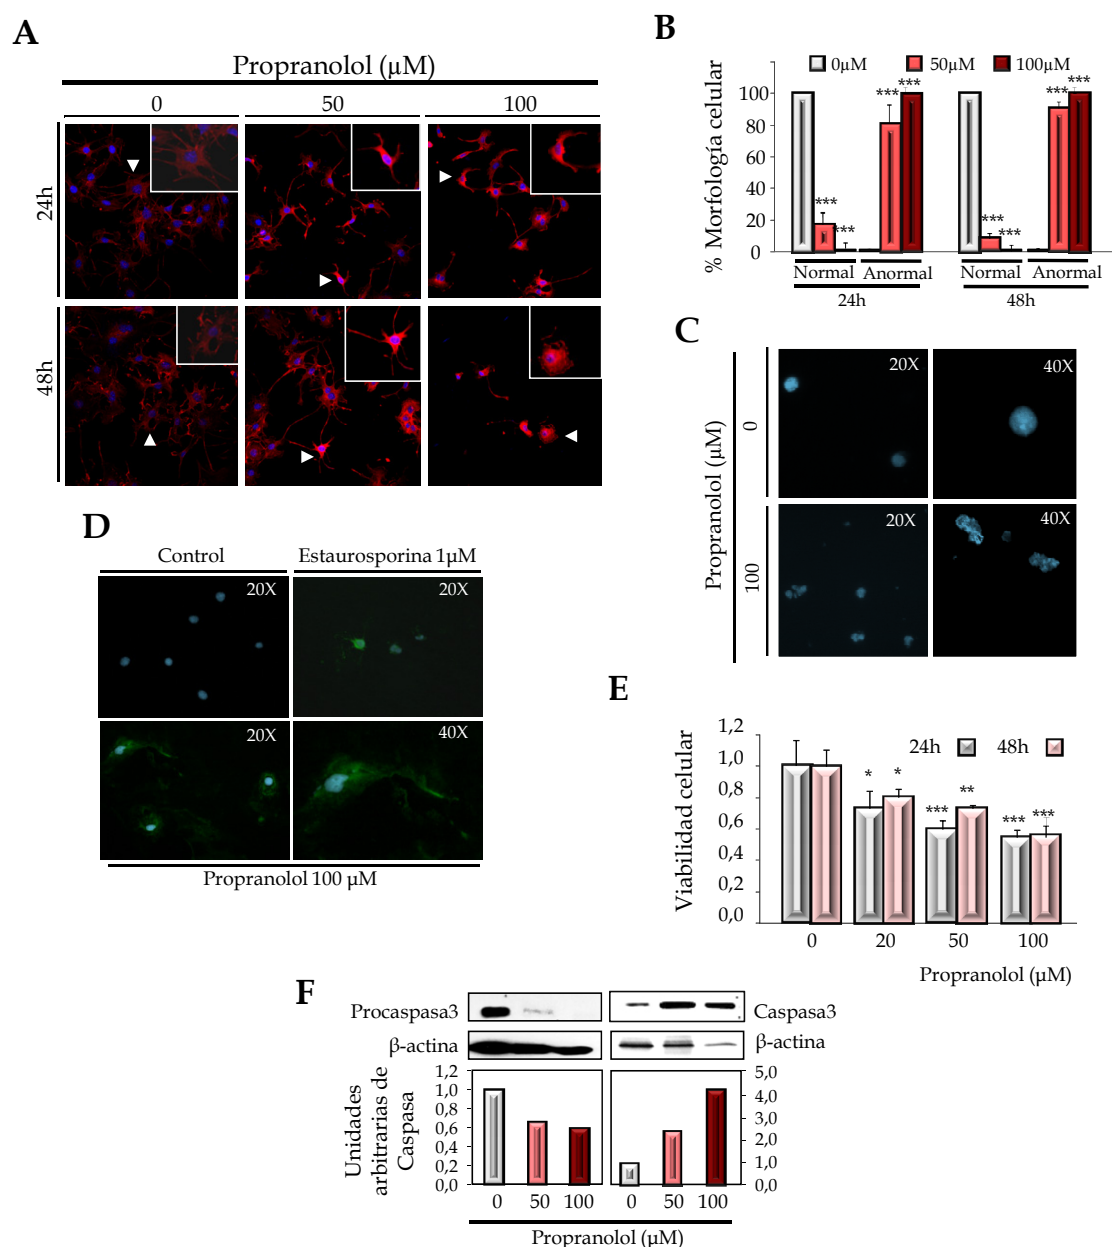 A
Propranolol (µM)
0 50 100
24h
48h
B
0µM 50µM 100µM
% Morfología celular
100
80
60
40
20
0
*** *** *** ***
*** *** *** ***
Normal Anormal Normal Anormal
24h 48h
C
Propranolol (µM)
0
20X 40X
100
20X 40X
D
Control Estaurosporina 1µM
20X 20X
20X 40X
Propranolol 100 µM
E
Viabilidad celular
1,2
1,0
0,8
0,6
0,4
0,2
0,0
24h 48h
* * *** ** *** ***
0 20 50 100
Propranolol (µM)
F
Procaspasa3 Caspasa3
β-actina β-actina
Unidades
arbitrarias de
Caspasa
1,2
1,0
0,8
0,6
0,4
0,2
0,0
5,0
4,0
3,0
2,0
1,0
0,0
0 50 100 0 50 100
Propranolol (µM)